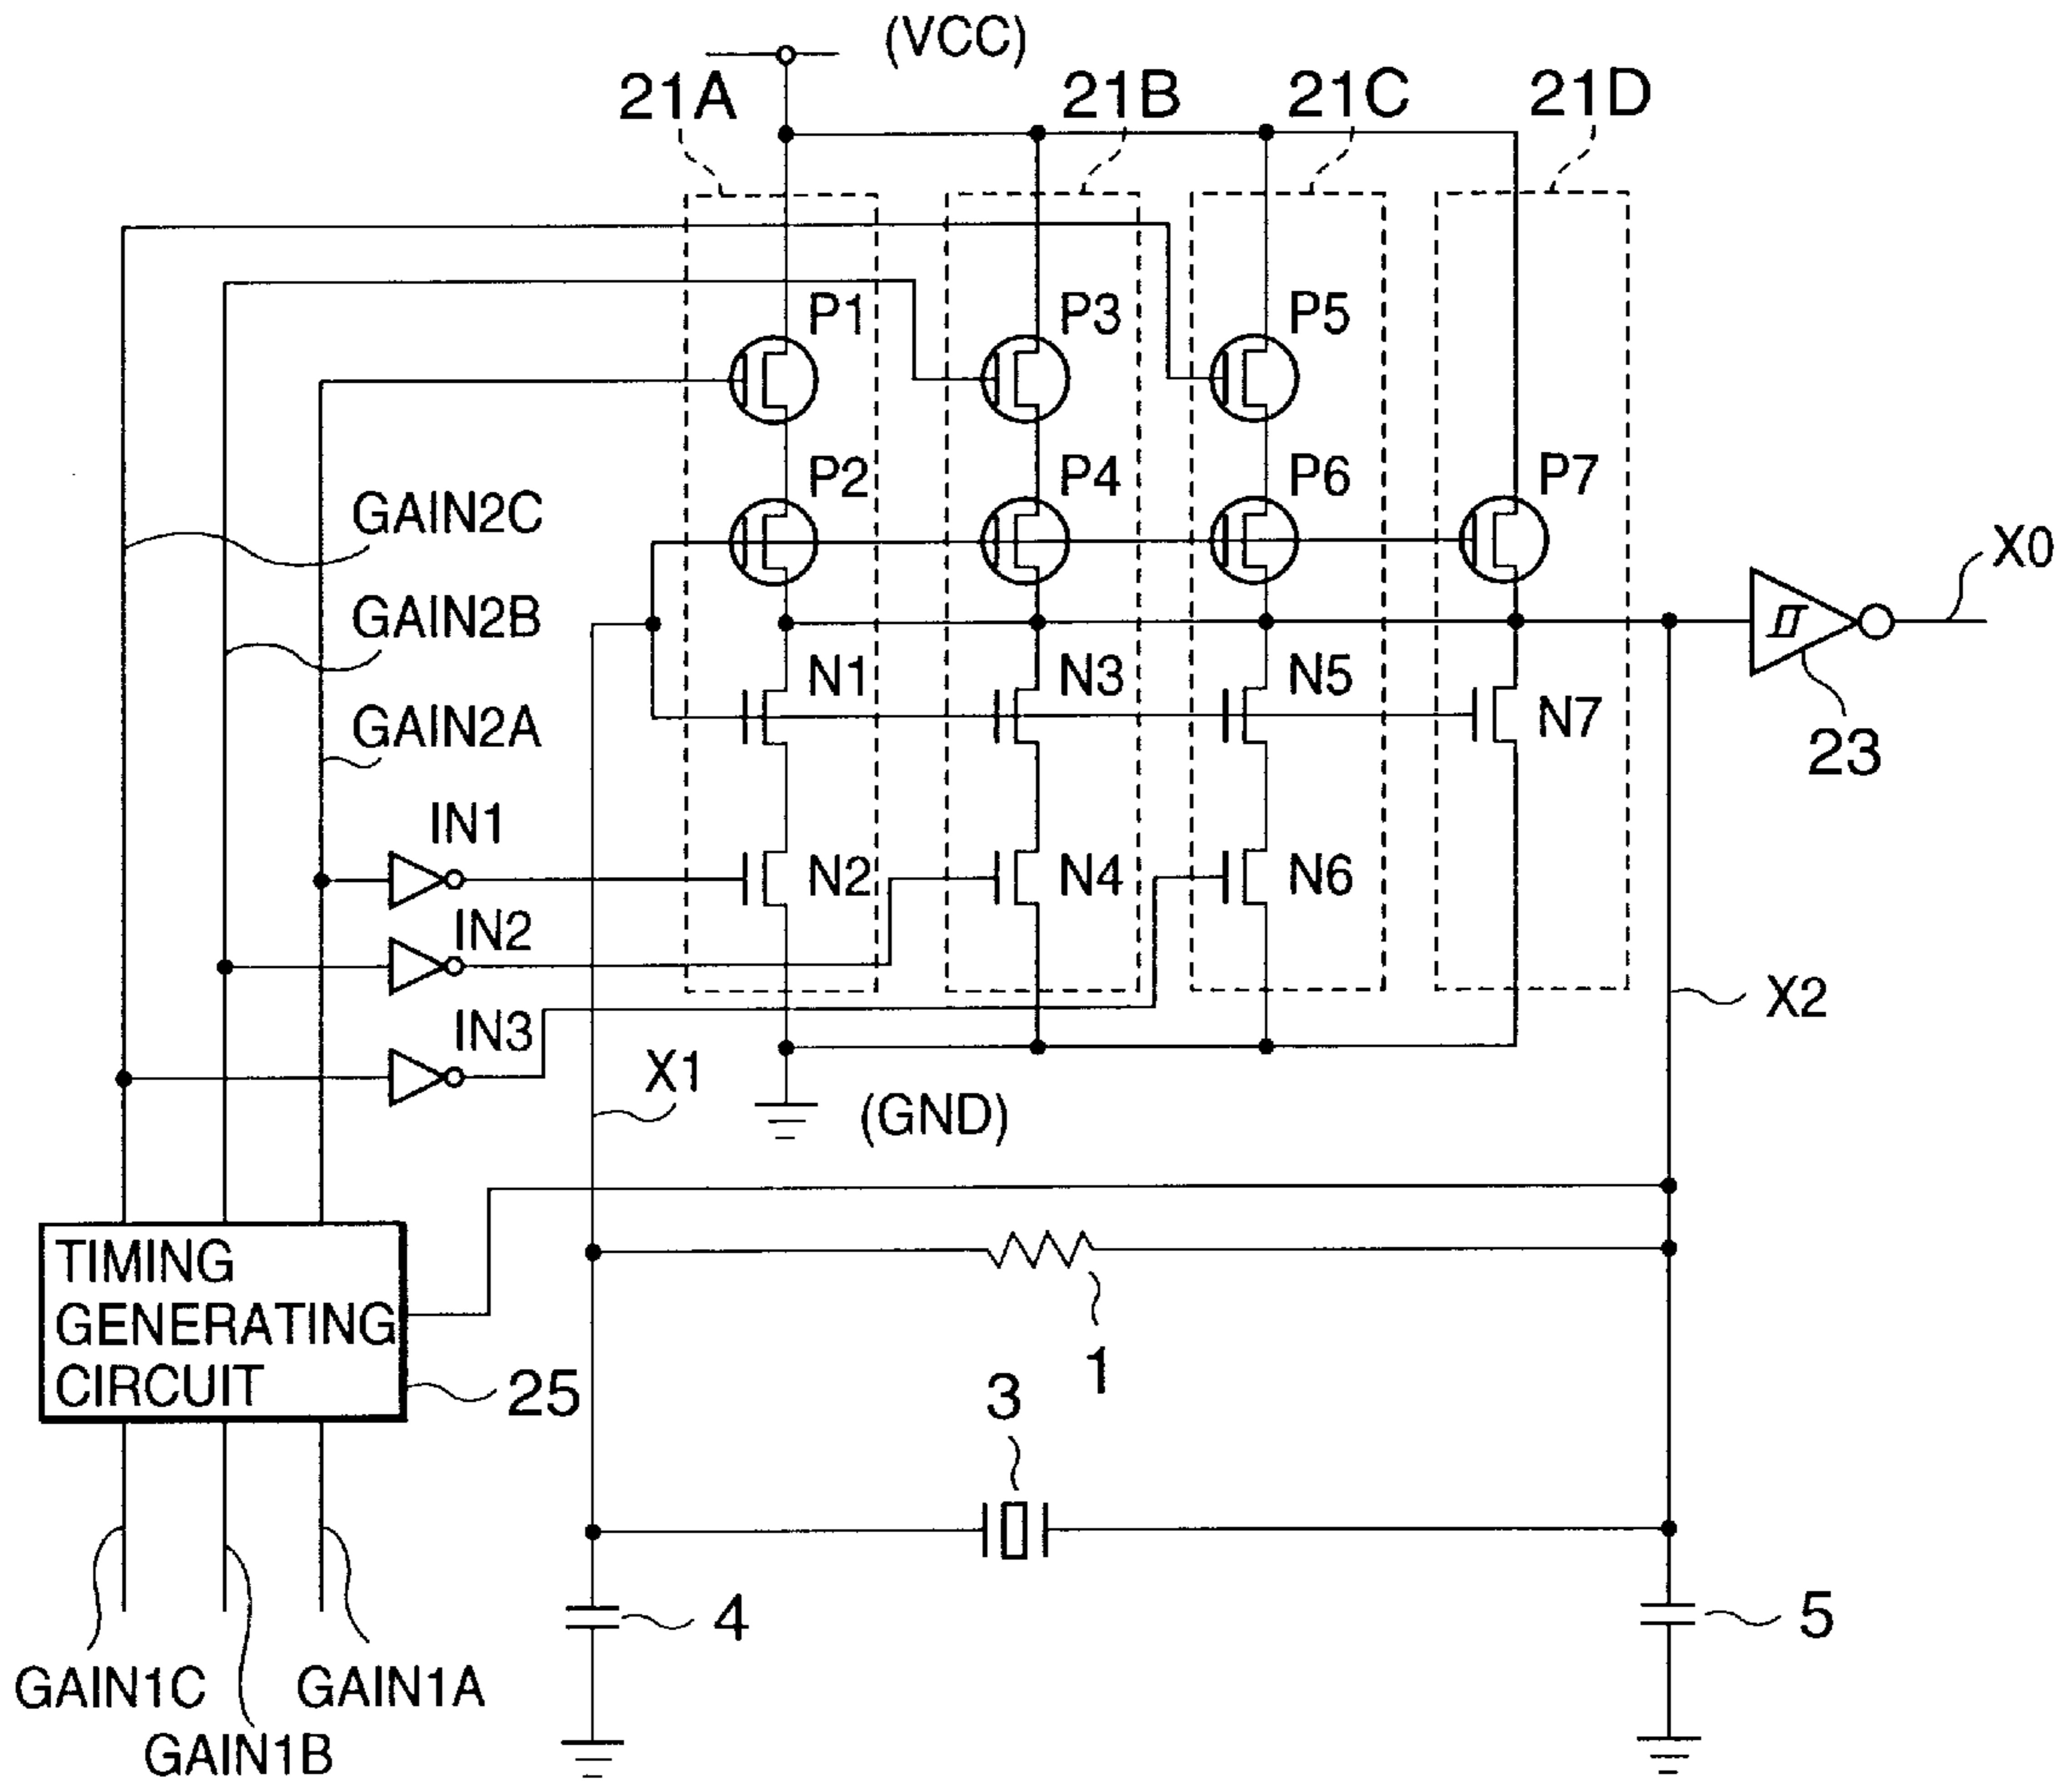 (VCC)
21A
21B
21C
21D
P1
P3
P5
P2
P4
P6
P7
GAIN2C
X0
GAIN2B
N1
N3
N5
N7
GAIN2A
23
IN1
N2
N4
N6
IN2
X2
IN3
X1
(GND)
TIMING
GENERATING
CIRCUIT
25
1
3
4
5
GAIN1C
GAIN1A
GAIN1B